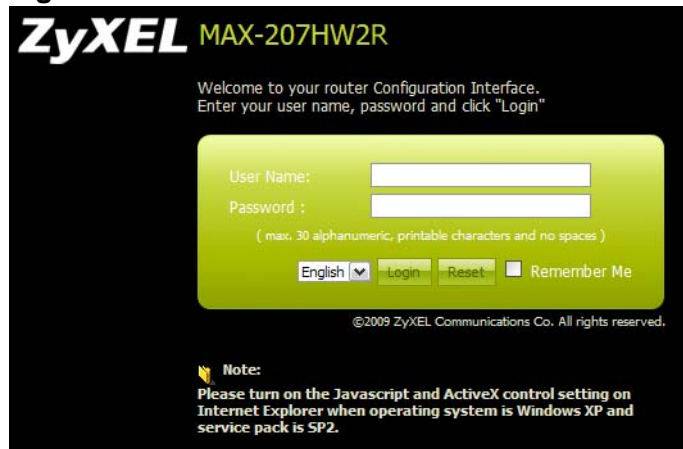 ZyXEL MAX-207HW2R
Welcome to your router Configuration Interface.
Enter your user name, password and click "Login"
User Name:
Password :
( max. 30 alphanumeric, printable characters and no spaces )
English Login Reset Remember Me
©2009 ZyXEL Communications Co. All rights reserved.
Note:
Please turn on the Javascript and ActiveX control setting on
Internet Explorer when operating system is Windows XP and
service pack is SP2.